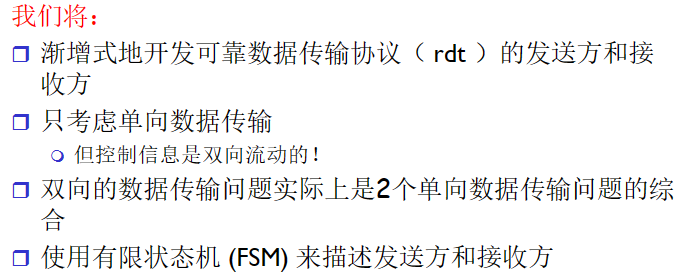 我们将：
渐增式地开发可靠数据传输协议（ rdt ）的发送方和接
收方
只考虑单向数据传输
但控制信息是双向流动的！
双向的数据传输问题实际上是2个单向数据传输问题的综
合
使用有限状态机 (FSM) 来描述发送方和接收方